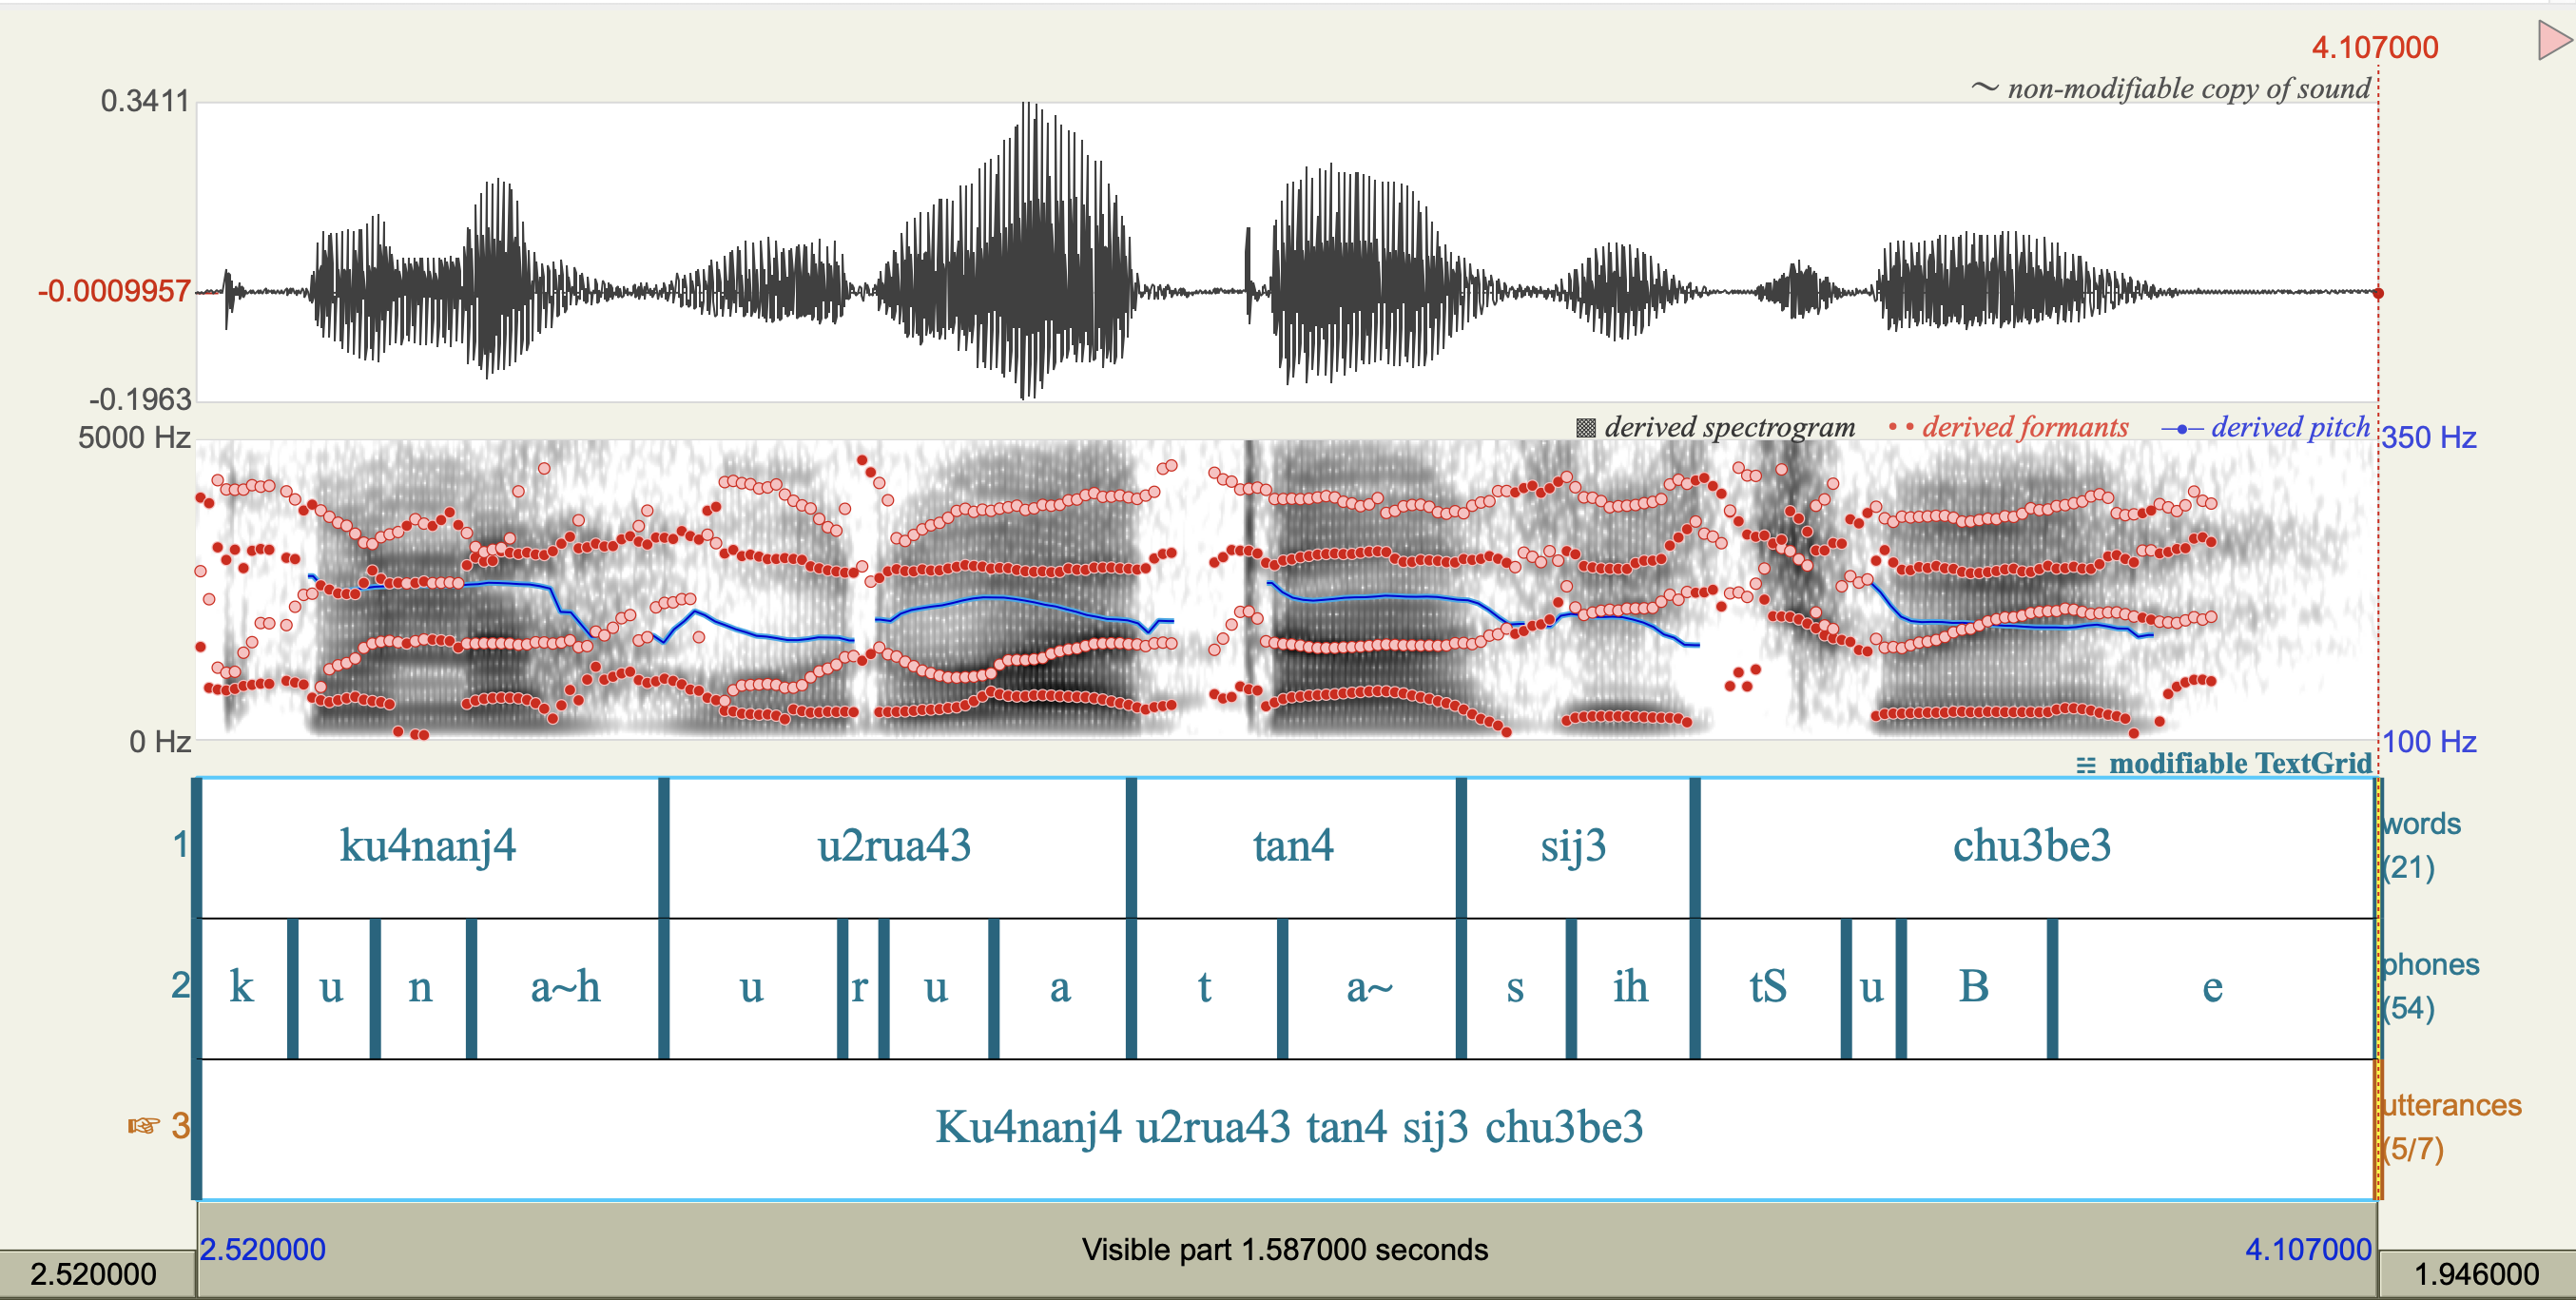 4.107000
~ non-modifiable copy of sound
0.3411
-0.0009957
-0.1963
derived spectrogram derived formants derived pitch
5000 Hz 350 Hz
0 Hz 100 Hz
modifiable TextGrid
1 ku4nanj4 u2rua43 tan4 sij3 chu3be3 words (21)
2 k u n a~h u r u a t a~ s ih tS u B e phones (54)
☞ 3 Ku4nanj4 u2rua43 tan4 sij3 chu3be3 utterances (5/7)
2.520000 Visible part 1.587000 seconds 4.107000
2.520000 1.946000